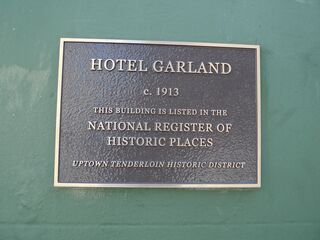 HOTEL GARLAND
c. 1913
THIS BUILDING IS LISTED IN THE
NATIONAL REGISTER OF
HISTORIC PLACES
UPTOWN TENDERLOIN HISTORIC DISTRICT